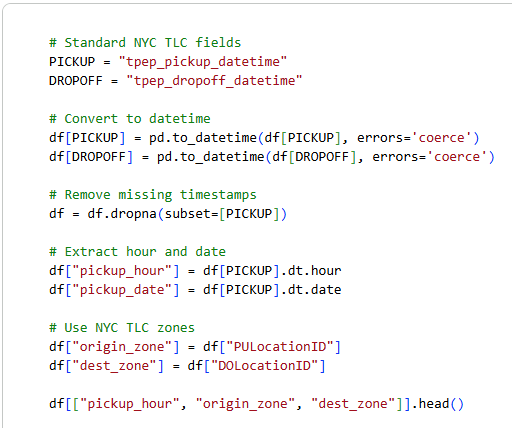 # Standard NYC TLC fields
PICKUP = "tpep_pickup_datetime"
DROPOFF = "tpep_dropoff_datetime"
# Convert to datetime
df[PICKUP] = pd.to_datetime(df[PICKUP], errors='coerce')
df[DROPOFF] = pd.to_datetime(df[DROPOFF], errors='coerce')
# Remove missing timestamps
df = df.dropna(subset=[PICKUP])
# Extract hour and date
df["pickup_hour"] = df[PICKUP].dt.hour
df["pickup_date"] = df[PICKUP].dt.date
# Use NYC TLC zones
df["origin_zone"] = df["PULocationID"]
df["dest_zone"] = df["DOLocationID"]
df[["pickup_hour", "origin_zone", "dest_zone"]].head()